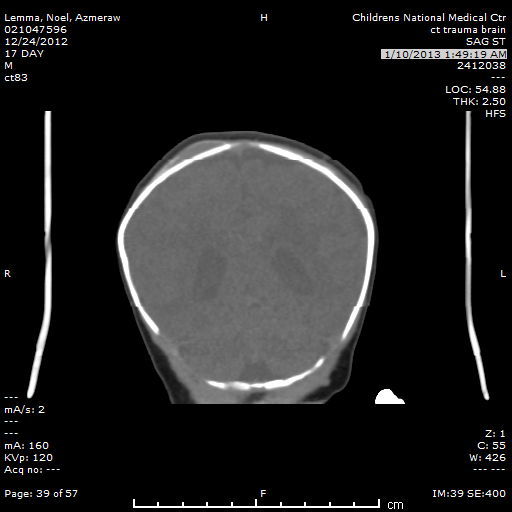 Lemma, Noel, Azmeraw
021047596
12/24/2012
17 DAY
M
ct83
H
Childrens National Medical Ctr
ct trauma brain
SAG ST
1/10/2013 1:49:19 AM
2412038
---
LOC: 54.88
THK: 2.50
HFS
R
L
---
mA/s: 2
---
---
mA: 160
KVp: 120
Acq no: ---
Z: 1
C: 55
W: 426
--- ---
Page: 39 of 57
F
IM:39 SE:400
cm